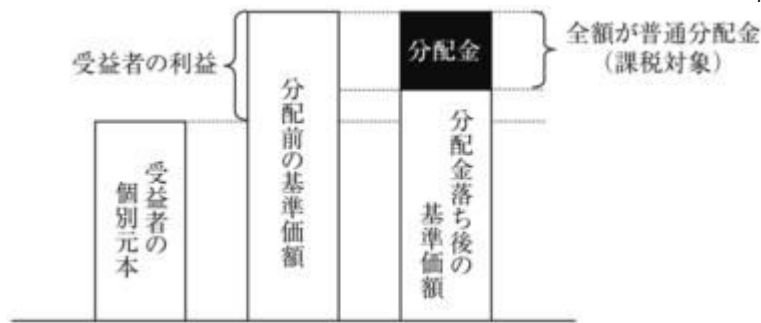 受益者の利益
受益者の
個別元本
分配前の基準価額
分配金
分配金落ち後の
基準価額
全額が普通分配金
（課税対象）